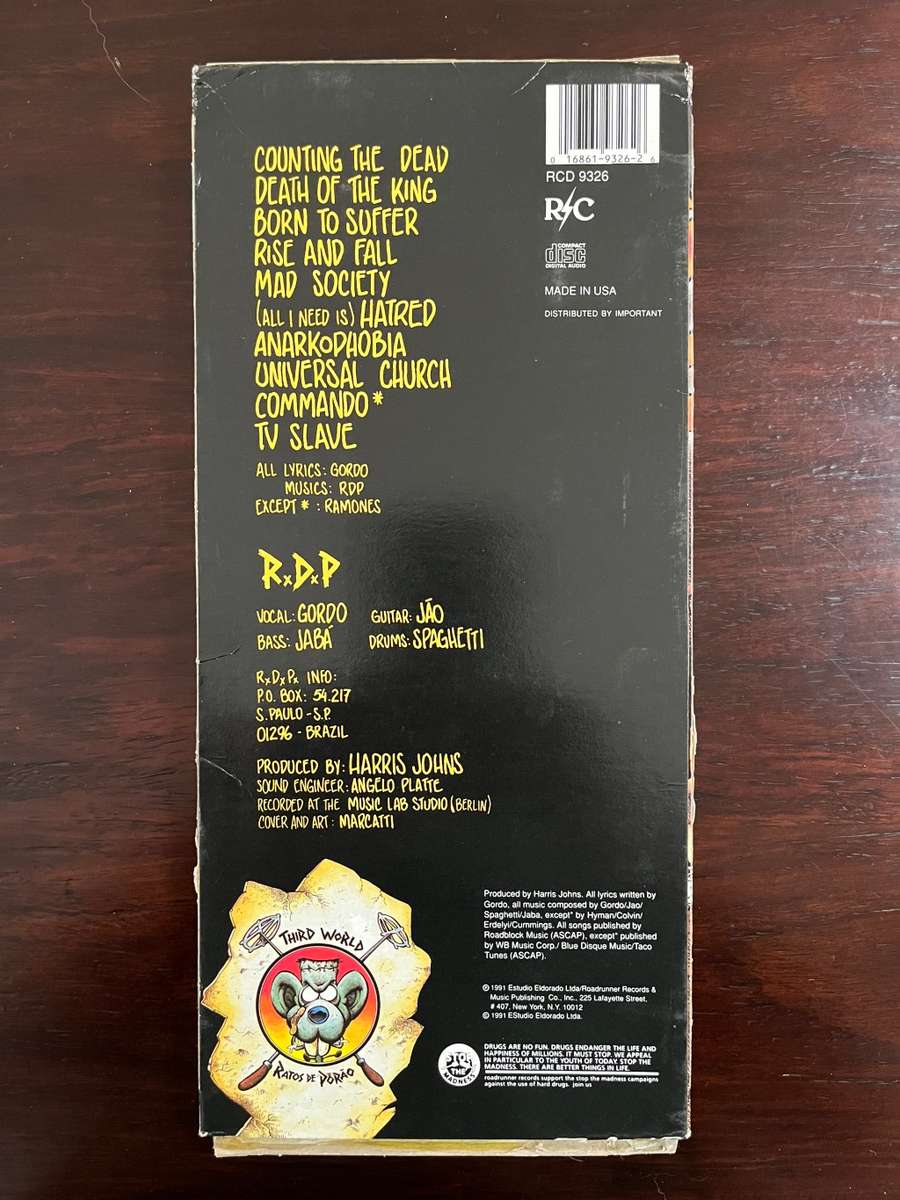 COUNTING THE DEAD
DEATH OF THE KING
BORN TO SUFFER
RISE AND FALL
MAD SOCIETY
(ALL I NEED IS) HATRED
ANARKOPHOBIA
UNIVERSAL CHURCH
COMMANDO*
TV SLAVE
ALL LYRICS: GORDO
MUSICS: RDP
EXCEPT * : RAMONES
RxDxP
VOCAL: GORDO GUITAR: JÁO
BASS: JABÁ DRUMS: SPAGHETTI
RxDxPx INFO:
P.O. BOX: 54.217
S. PAULO - S.P.
01296 - BRAZIL
PRODUCED BY: HARRIS JOHNS
SOUND ENGINEER: ANGELO PLATTE
RECORDED AT THE MUSIC LAB STUDIO (BERLIN)
COVER AND ART: MARCATTI
0 16861-9326-2 6
RCD 9326
R/C
COMPACT
disc
DIGITAL AUDIO
MADE IN USA
DISTRIBUTED BY IMPORTANT
THIRD WORLD
RATOS DE PORÃO
Produced by Harris Johns. All lyrics written by
Gordo, all music composed by Gordo/Jao/
Spaghetti/Jaba, except* by Hyman/Colvin/
Erdelyi/Cummings. All songs published by
Roadblock Music (ASCAP), except* published
by WB Music Corp./ Blue Disque Music/Taco
Tunes (ASCAP).
℗ 1991 Estudio Eldorado Ltda/Roadrunner Records &
Music Publishing Co., Inc., 225 Lafayette Street,
# 407, New York, N.Y. 10012
© 1991 EStudio Eldorado Ltda.
STOP
THE
MADNESS
DRUGS ARE NO FUN. DRUGS ENDANGER THE LIFE AND
HAPPINESS OF MILLIONS. IT MUST STOP. WE APPEAL
IN PARTICULAR TO THE YOUTH OF TODAY. STOP THE
MADNESS. THERE ARE BETTER THINGS IN LIFE.
roadrunner records support the stop the madness campaigns
against the use of hard drugs. join us